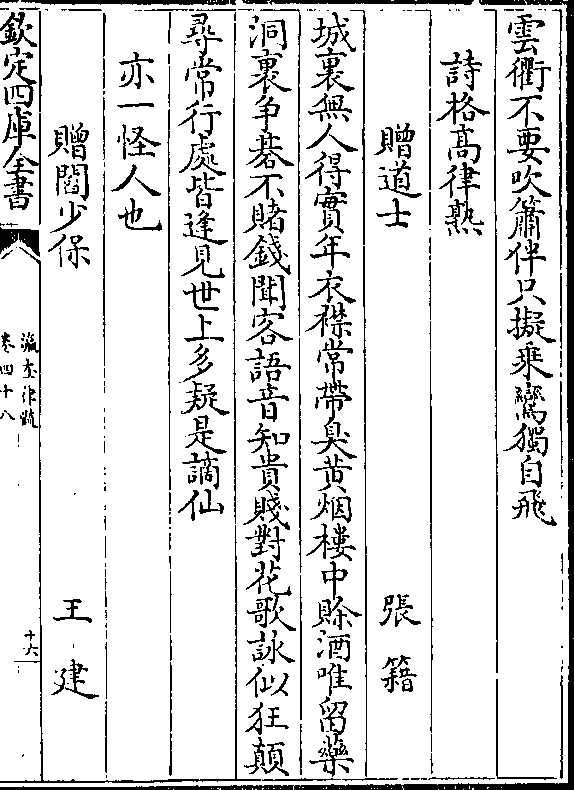 雲衢不要吹簫伴只擬乗鸞獨自飛
詩格髙律熟
贈道士 張籍
城裏無人得實年衣襟常帶臭黄烟樓中賖酒唯留藥
洞裏争碁不賭錢聞客語音知貴賤對花歌詠似狂顛
尋常行處皆逢見世上多疑是謫仙
亦一怪人也
贈閻少保 王建
欽定四庫全書
瀛奎律髓
卷四十八
十六